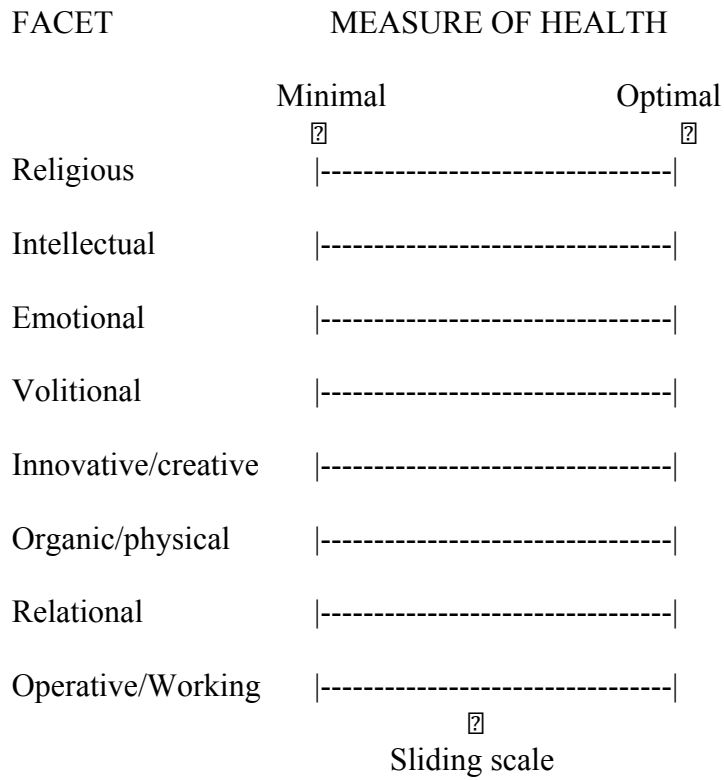 FACET MEASURE OF HEALTH
Minimal Optimal
⍰ ⍰
Religious |---------------------------------|
Intellectual |---------------------------------|
Emotional |---------------------------------|
Volitional |---------------------------------|
Innovative/creative |---------------------------------|
Organic/physical |---------------------------------|
Relational |---------------------------------|
Operative/Working |---------------------------------|
⍰
Sliding scale